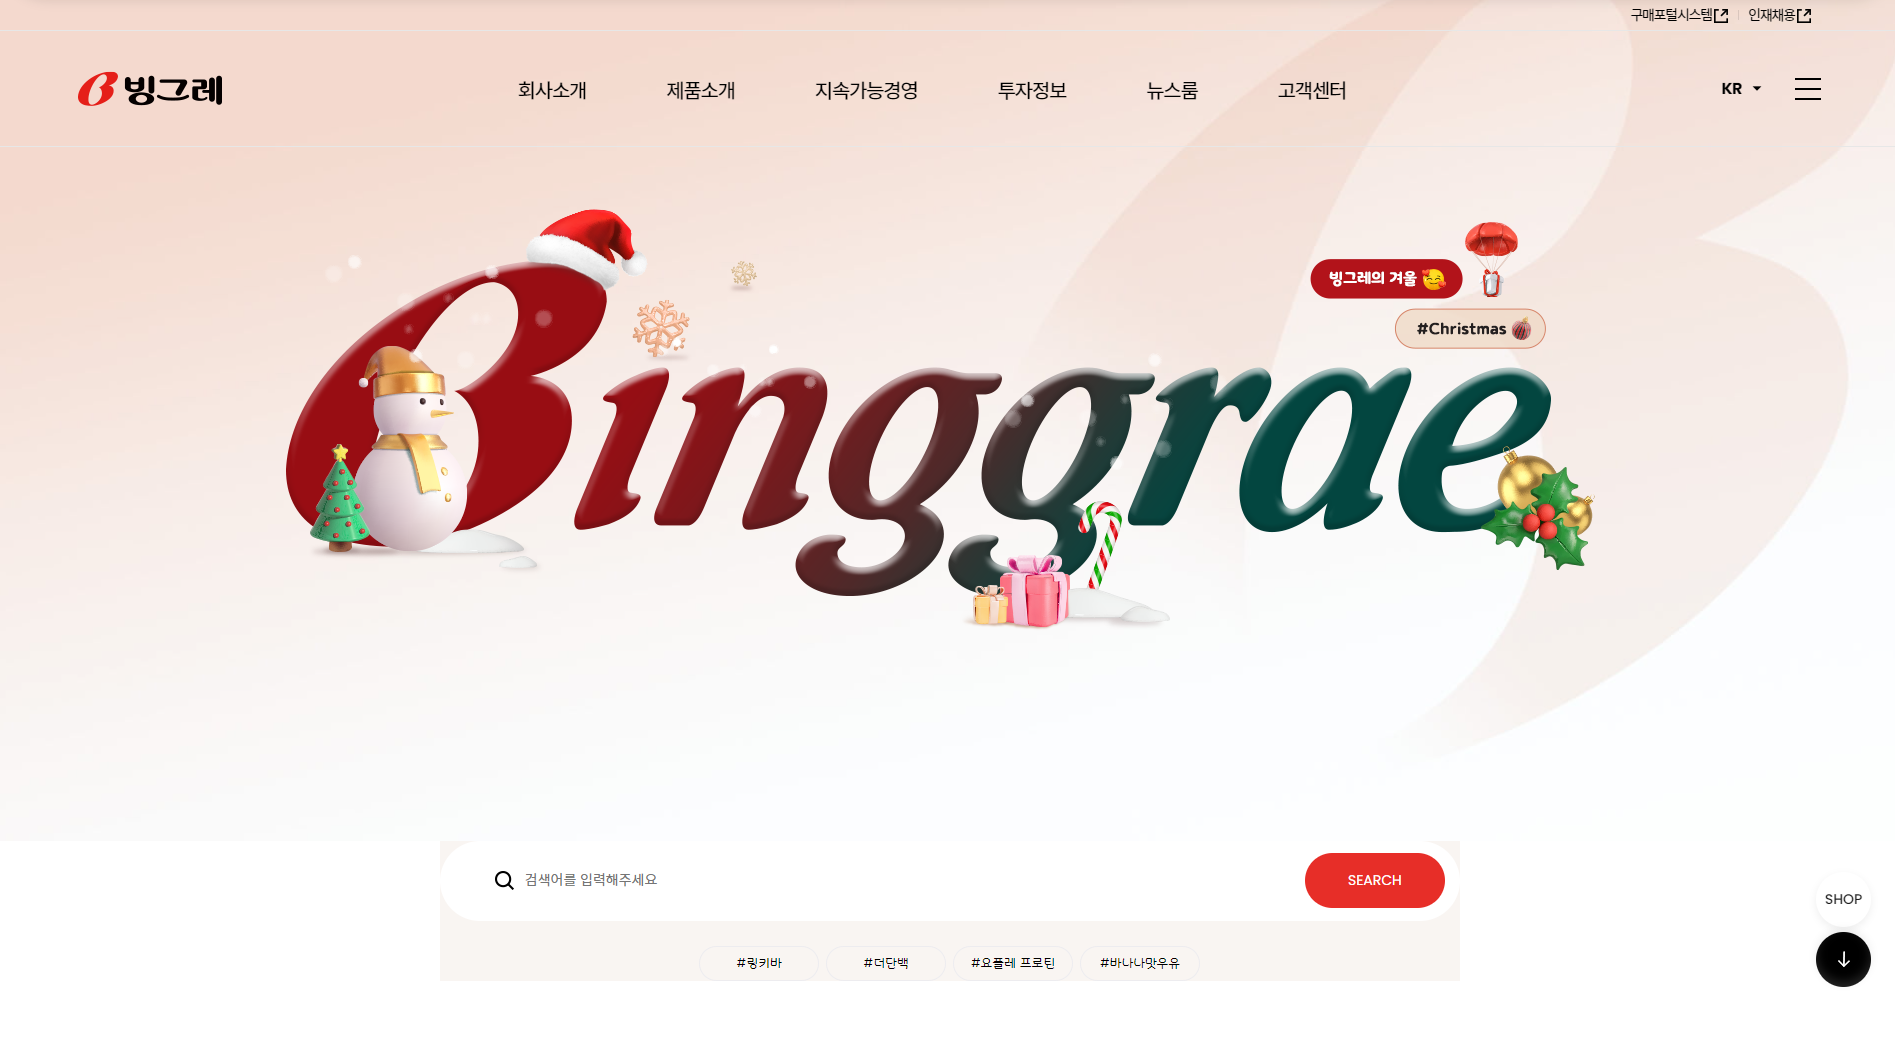 구매포털시스템 인재채용
빙그레 회사소개 제품소개 지속가능경영 투자정보 뉴스룸 고객센터 KR
빙그레의 겨울
#Christmas
Binggrae
검색어를 입력해주세요 SEARCH
SHOP
#링키바 #더단백 #요플레 프로틴 #바나나맛우유